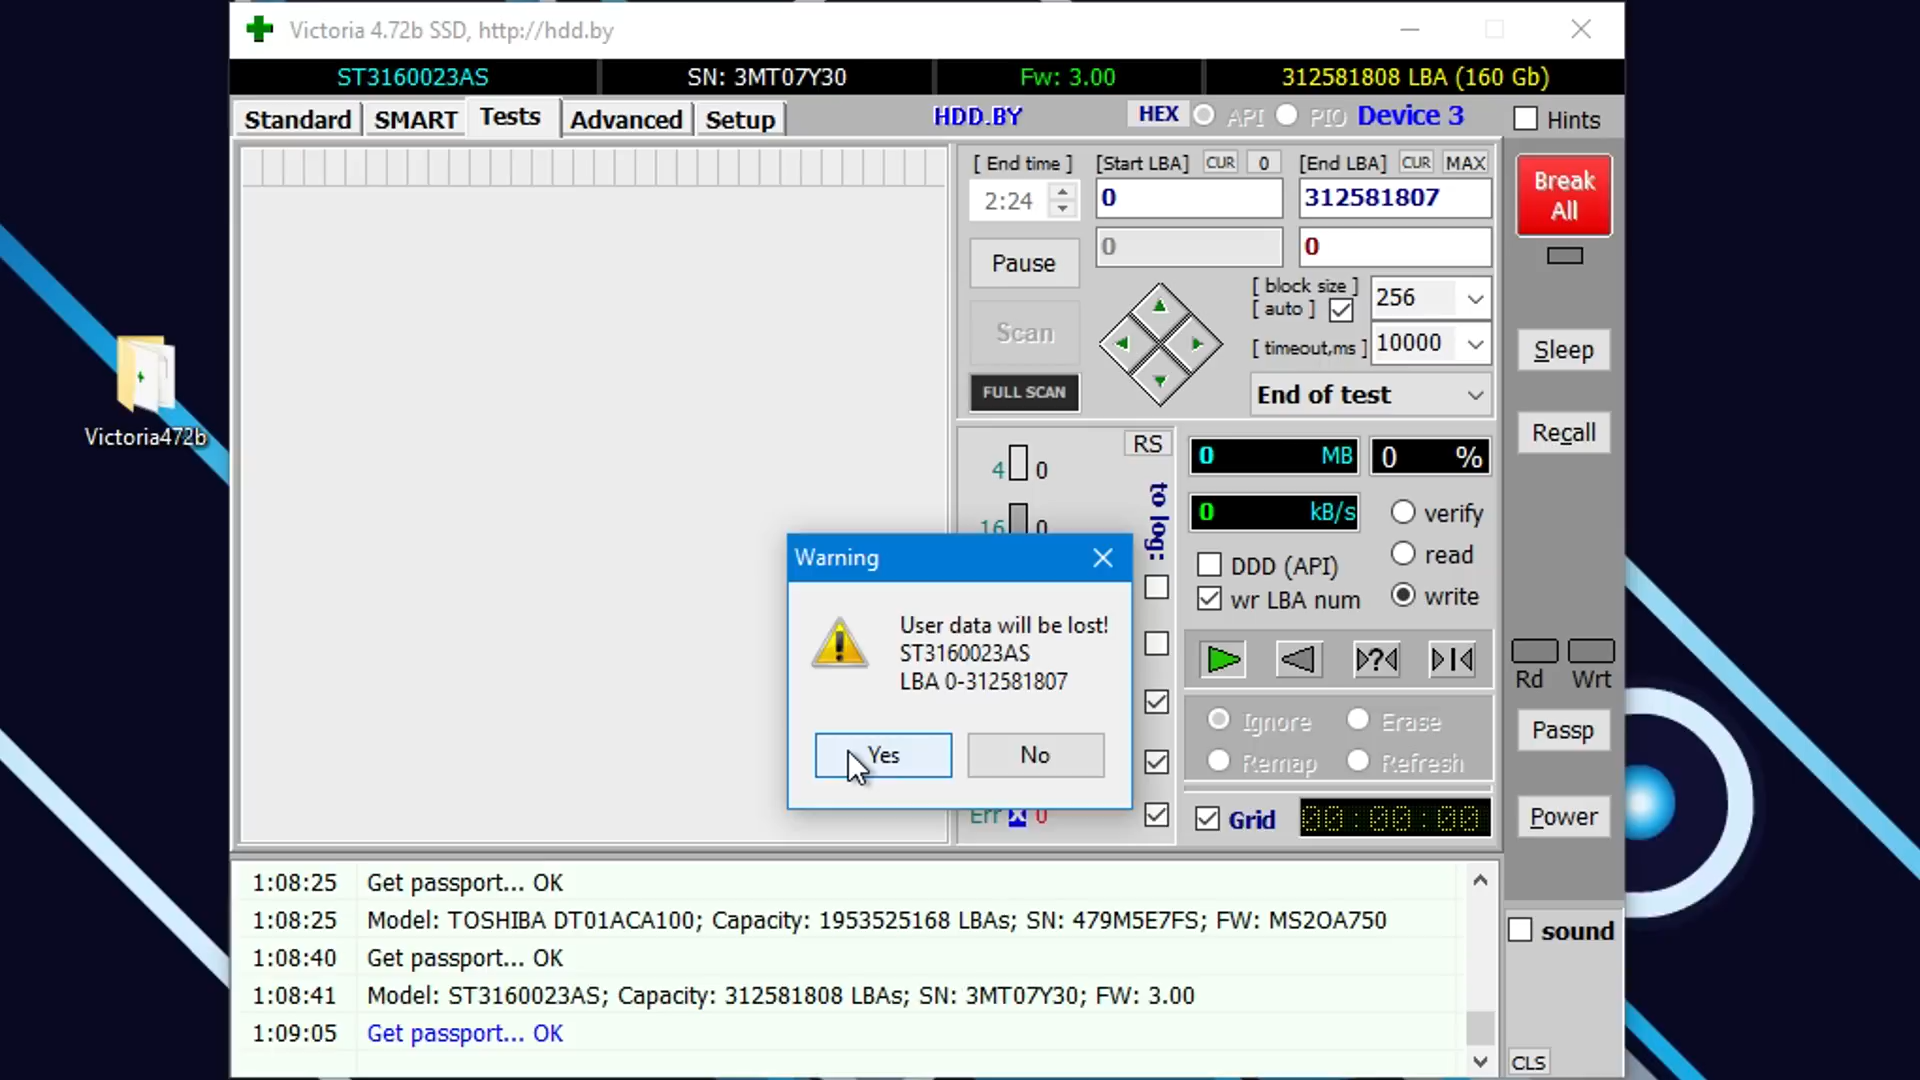 Victoria 4.72b SSD, http://hdd.by
ST3160023AS SN: 3MT07Y30 Fw: 3.00 312581808 LBA (160 Gb)
Standard SMART Tests Advanced Setup HDD.BY HEX API PIO Device 3 Hints
[ End time ] [Start LBA] CUR 0 [End LBA] CUR MAX
2:24 0 312581807
Break All
Pause 0 0
[ block size ] 256
[ auto ]
Scan [ timeout,ms ] 10000
Sleep
FULL SCAN End of test
Recall
RS
4 0 0 MB 0 %
to log:
16 0 0 kB/s verify
DDD (API) read
wr LBA num write
Warning
User data will be lost!
ST3160023AS
LBA 0-312581807
Yes No
Rd Wrt
Ignore Erase
Remap Refresh
Passp
Err x 0 Grid 00:00:00
Power
Victoria472b
1:08:25 Get passport... OK
1:08:25 Model: TOSHIBA DT01ACA100; Capacity: 1953525168 LBAs; SN: 479M5E7FS; FW: MS2OA750
1:08:40 Get passport... OK
1:08:41 Model: ST3160023AS; Capacity: 312581808 LBAs; SN: 3MT07Y30; FW: 3.00
1:09:05 Get passport... OK
sound
CLS